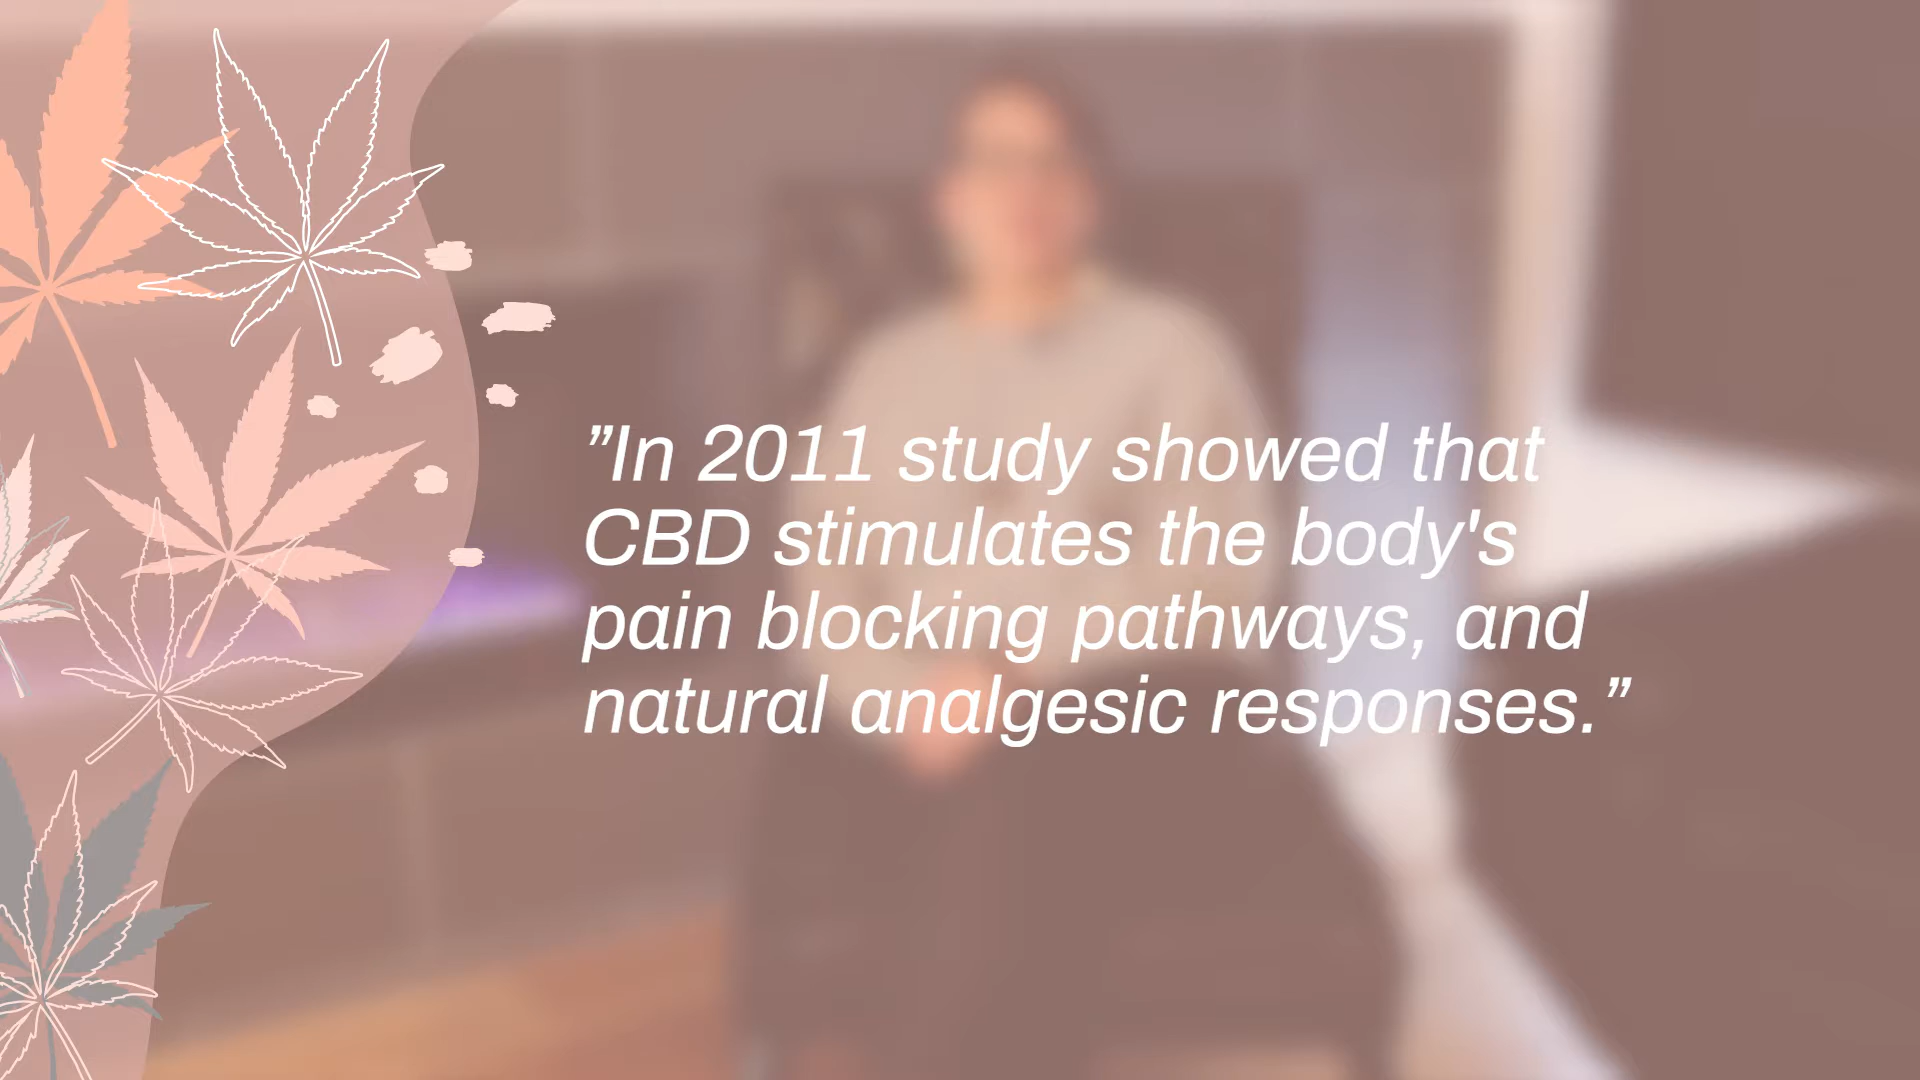 ”In 2011 study showed that
CBD stimulates the body's
pain blocking pathways, and
natural analgesic responses.”